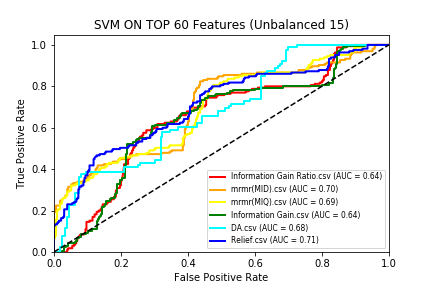 SVM ON TOP 60 Features (Unbalanced 15)
True Positive Rate
1.0
0.8
0.6
0.4
0.2
0.0
Information Gain Ratio.csv (AUC = 0.64)
mrmr(MID).csv (AUC = 0.70)
mrmr(MIQ).csv (AUC = 0.69)
Information Gain.csv (AUC = 0.64)
DA.csv (AUC = 0.68)
Relief.csv (AUC = 0.71)
0.0 0.2 0.4 0.6 0.8 1.0
False Positive Rate